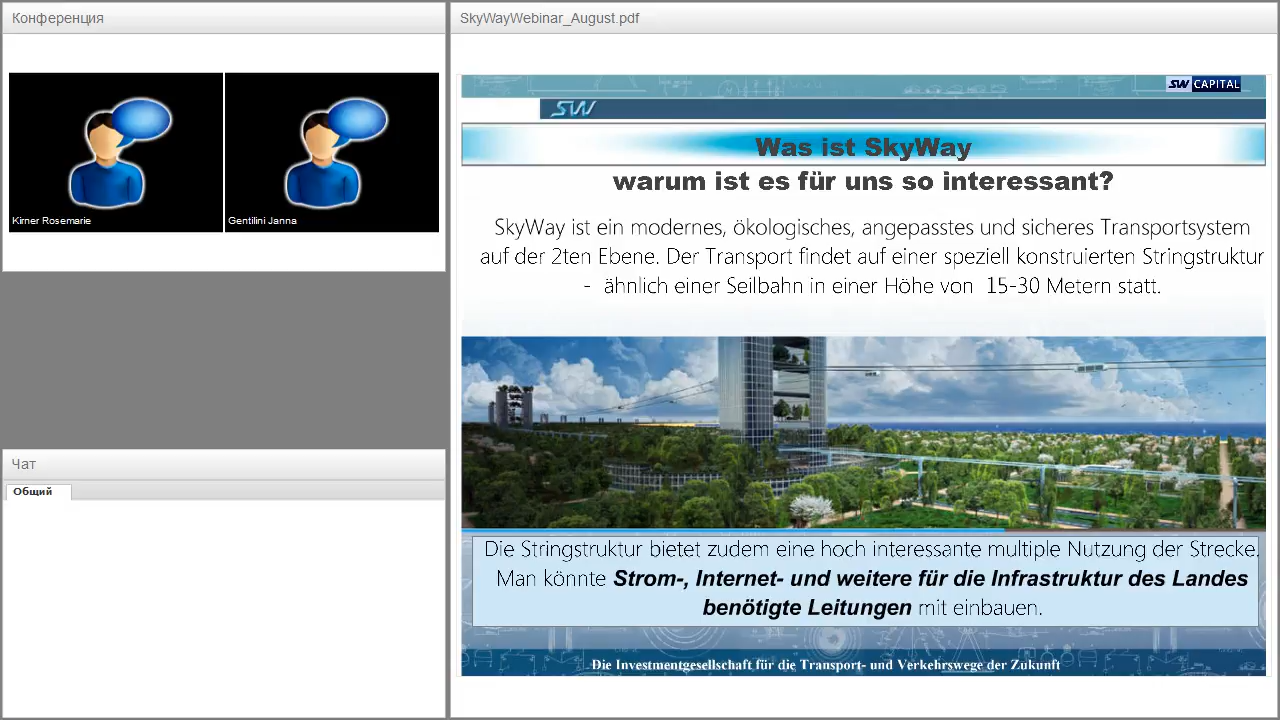 Конференция
Kirner Rosemarie
Gentilini Janna
Чат
Общий
SkyWayWebinar_August.pdf
SW CAPITAL
SW
Was ist SkyWay
warum ist es für uns so interessant?
SkyWay ist ein modernes, ökologisches, angepasstes und sicheres Transportsystem
auf der 2ten Ebene. Der Transport findet auf einer speziell konstruierten Stringstruktur
- ähnlich einer Seilbahn in einer Höhe von 15-30 Metern statt.
Die Stringstruktur bietet zudem eine hoch interessante multiple Nutzung der Strecke.
Man könnte Strom-, Internet- und weitere für die Infrastruktur des Landes
benötigte Leitungen mit einbauen.
Die Investmentgesellschaft für die Transport- und Verkehrswege der Zukunft